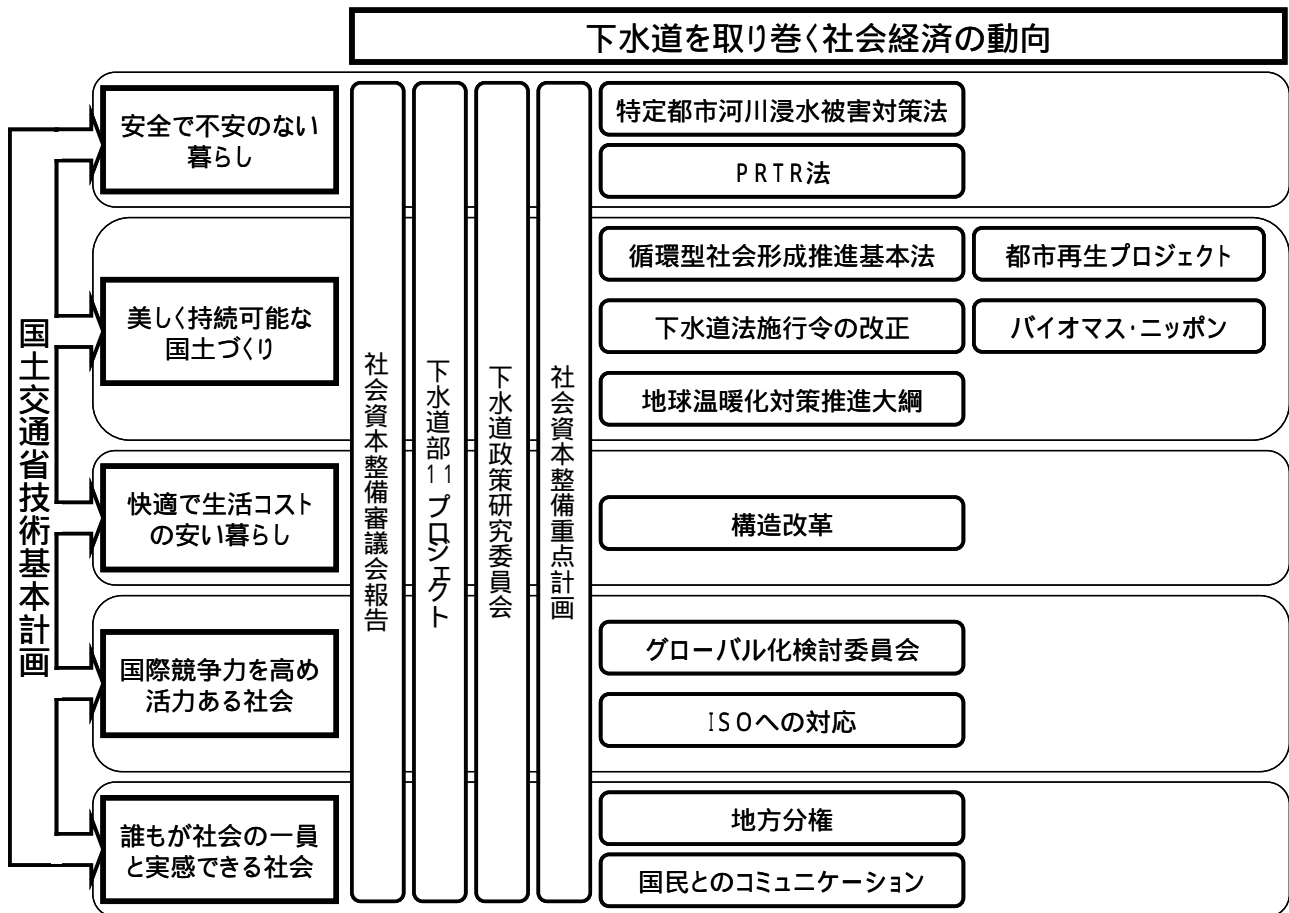 下水道を取り巻く社会経済の動向
国土交通省技術基本計画
安全で不安のない
暮らし
美しく持続可能な
国土づくり
快適で生活コスト
の安い暮らし
国際競争力を高め
活力ある社会
誰もが社会の一員
と実感できる社会
社会資本整備審議会報告
下水道部11プロジェクト
下水道政策研究委員会
社会資本整備重点計画
特定都市河川浸水被害対策法
PRTR法
循環型社会形成推進基本法
都市再生プロジェクト
下水道法施行令の改正
バイオマス・ニッポン
地球温暖化対策推進大綱
構造改革
グローバル化検討委員会
ISOへの対応
地方分権
国民とのコミュニケーション